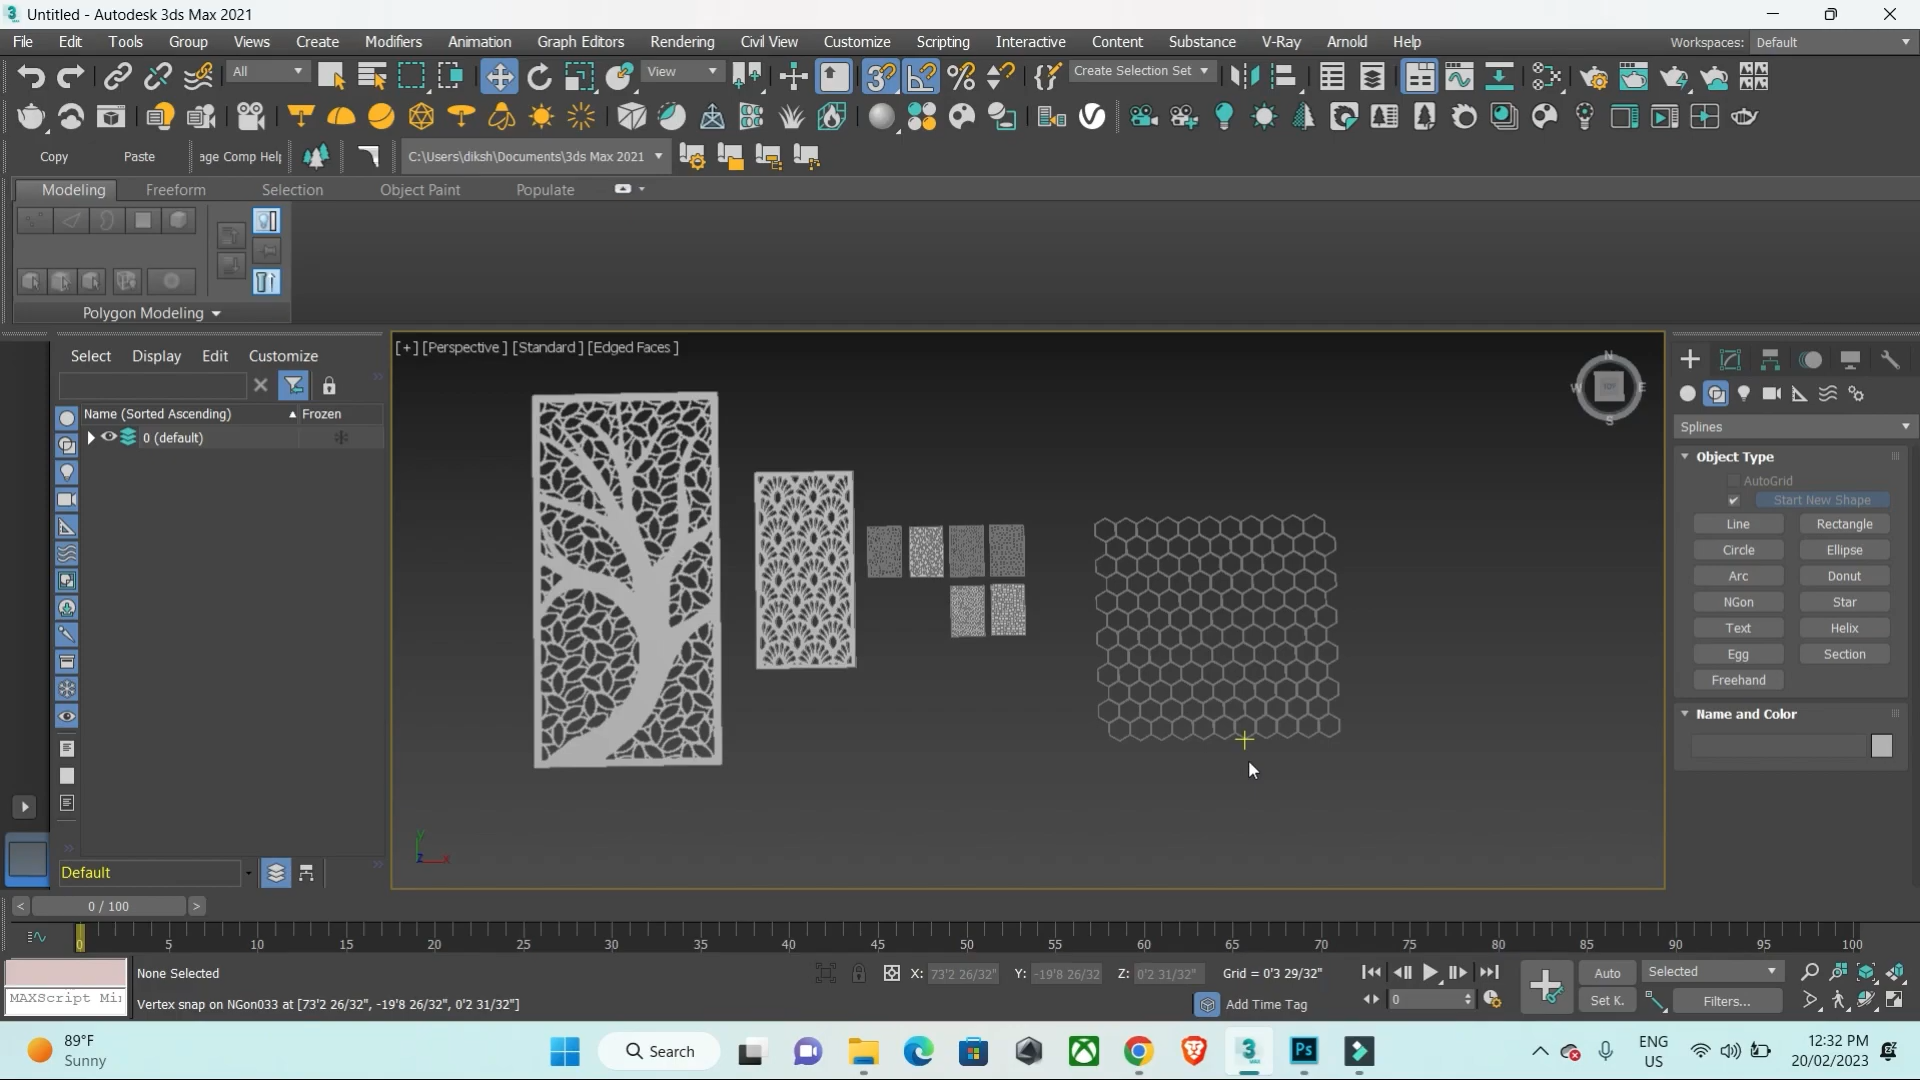 Untitled - Autodesk 3ds Max 2021
File Edit Tools Group Views Create Modifiers Animation Graph Editors Rendering Civil View Customize Scripting Interactive Content Substance V-Ray Arnold Help Workspaces: Default
All View Create Selection Set
Copy Paste age Comp Help C:\Users\diksh\Documents\3ds Max 2021
Modeling Freeform Selection Object Paint Populate
Polygon Modeling
Select Display Edit Customize
Name (Sorted Ascending) Frozen
0 (default)
Default
[+] [Perspective] [Standard] [Edged Faces]
N
W E
S
TOP
Y
Z X
Splines
Object Type
AutoGrid
Start New Shape
Line Rectangle
Circle Ellipse
Arc Donut
NGon Star
Text Helix
Egg Section
Freehand
Name and Color
< 0 / 100 >
0 5 10 15 20 25 30 35 40 45 50 55 60 65 70 75 80 85 90 95 100
None Selected X: 73'2 26/32" Y: -19'8 26/32 Z: 0'2 31/32" Grid = 0'3 29/32" Auto Selected
MAXScript Mi: Vertex snap on NGon033 at [73'2 26/32", -19'8 26/32", 0'2 31/32"] Add Time Tag 0 Set K. Filters...
89°F
Sunny
Search
Ps
3
ENG
US
12:32 PM
20/02/2023